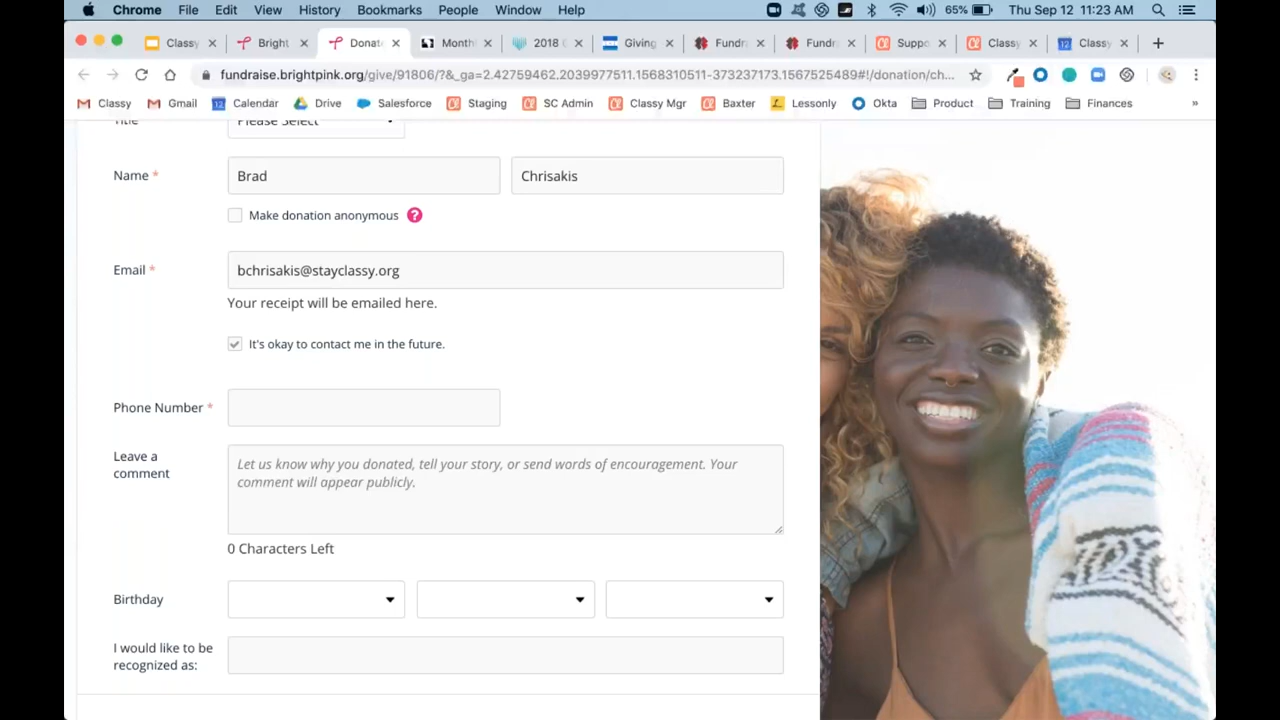 Chrome File Edit View History Bookmarks People Window Help 65% Thu Sep 12 11:23 AM
Classy Bright Donat Month 2018 G Giving Fundr Fundr Suppo Classy Classy
fundraise.brightpink.org/give/91806/?&_ga=2.42759462.2039977511.1568310511-373237173.1567525489#!/donation/ch...
Classy Gmail Calendar Drive Salesforce Staging SC Admin Classy Mgr Baxter Lessonly Okta Product Training Finances »
Title Please Select
Name * Brad Chrisakis
Make donation anonymous ?
Email * bchrisakis@stayclassy.org
Your receipt will be emailed here.
It's okay to contact me in the future.
Phone Number *
Leave a
comment
Let us know why you donated, tell your story, or send words of encouragement. Your
comment will appear publicly.
0 Characters Left
Birthday
I would like to be
recognized as: